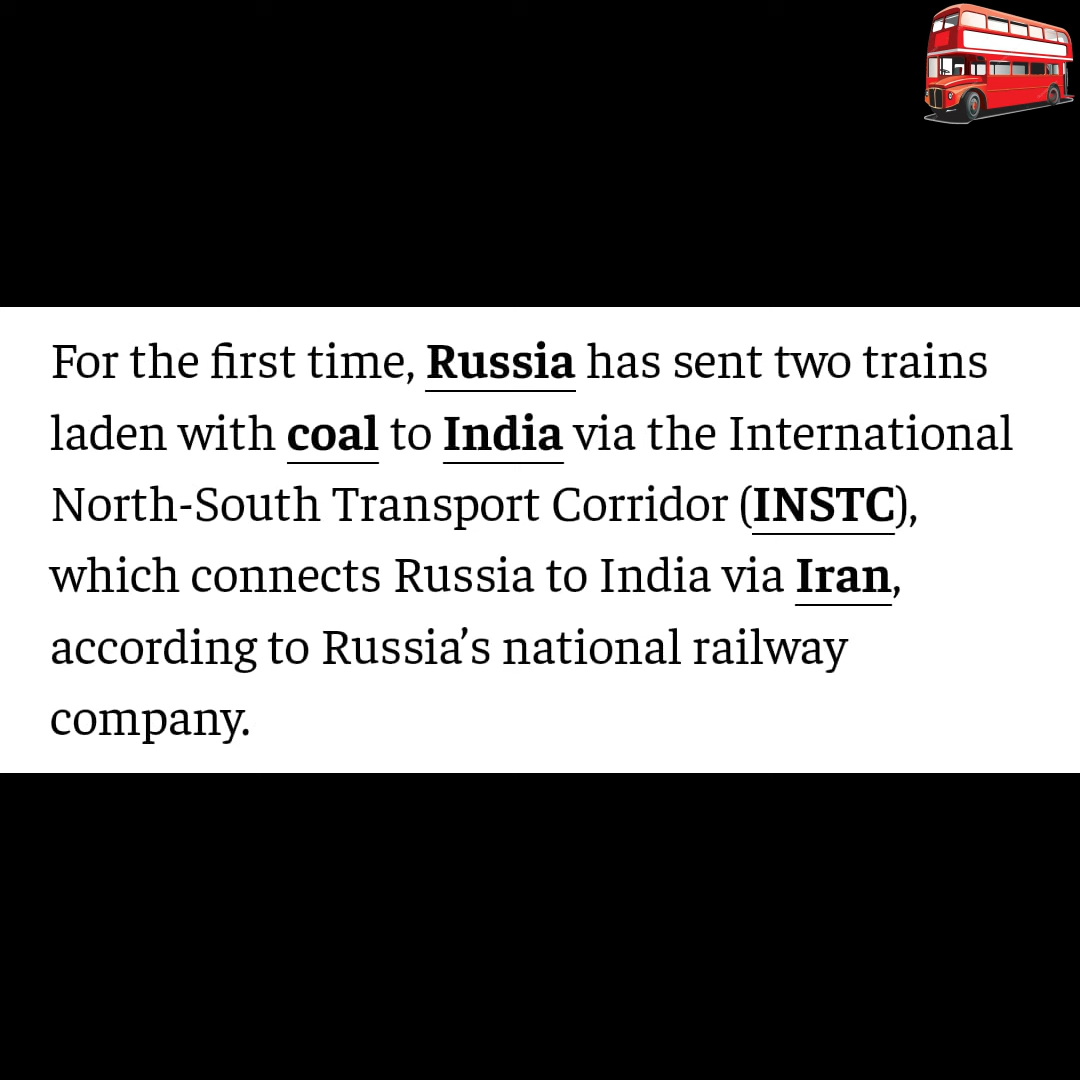 For the first time, Russia has sent two trains
laden with coal to India via the International
North-South Transport Corridor (INSTC),
which connects Russia to India via Iran,
according to Russia’s national railway
company.